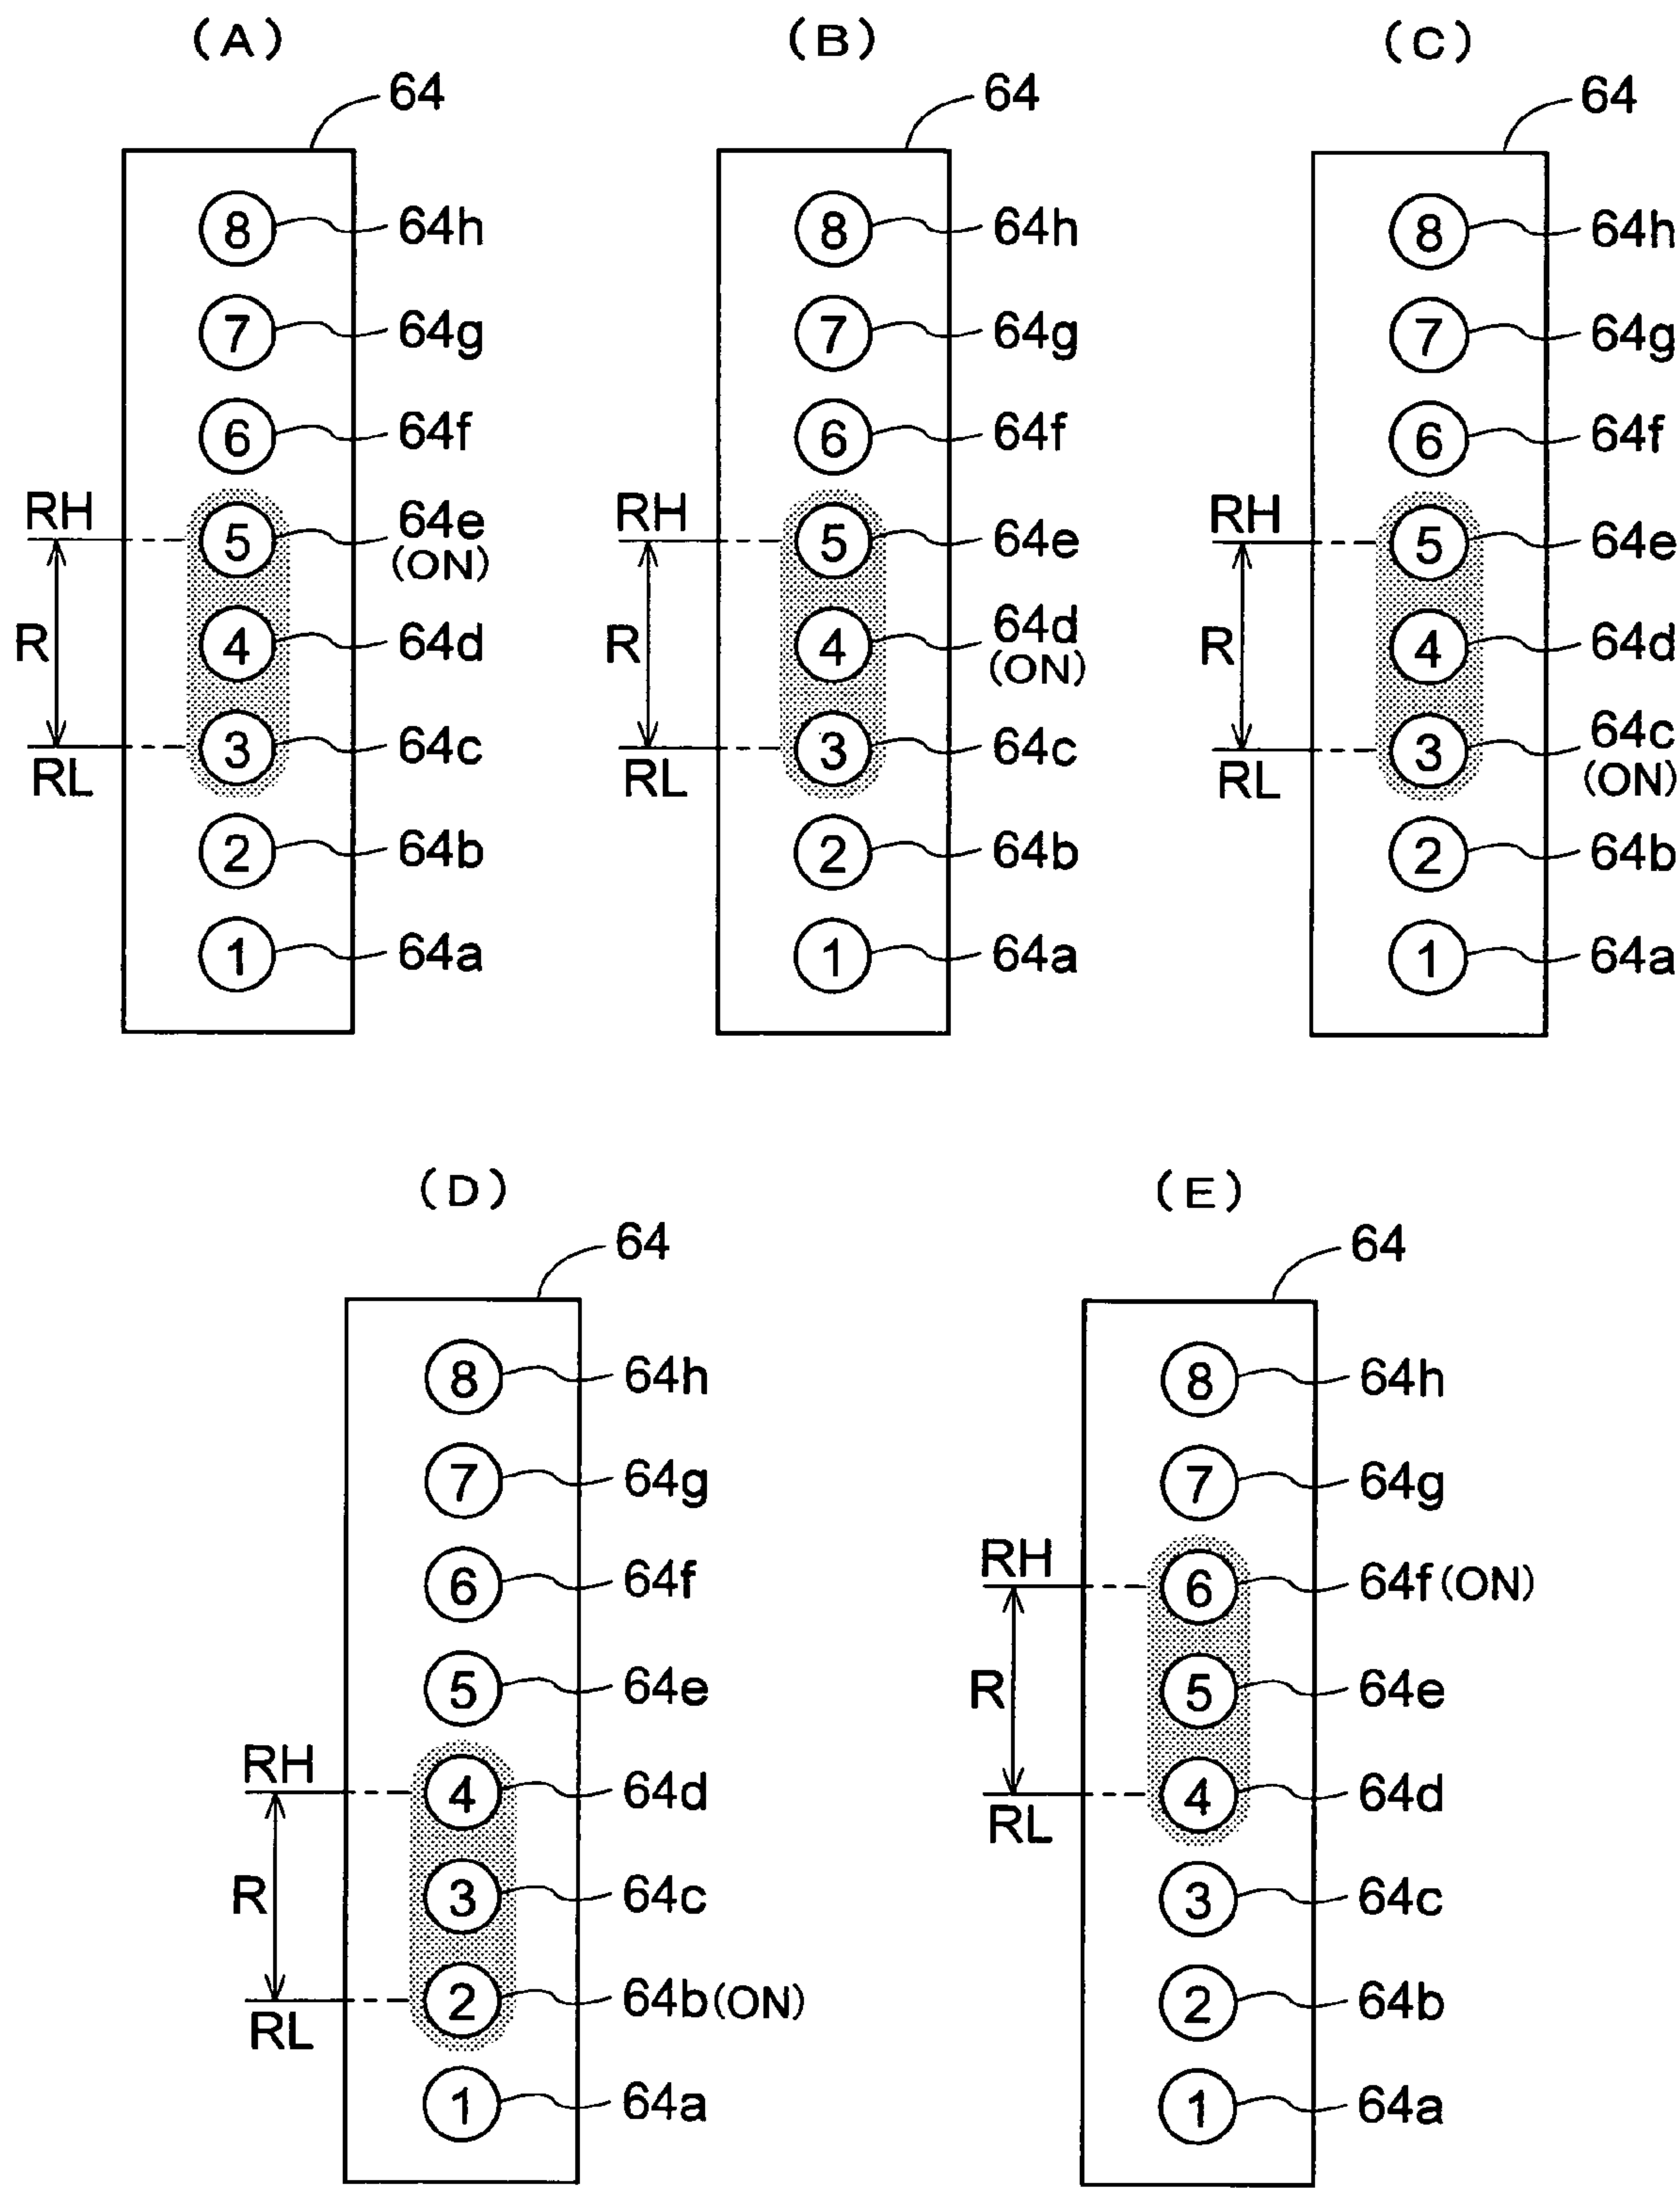 (A)
64
8 64h
7 64g
6 64f
RH 5 64e
(ON)
R 4 64d
3 64c
RL
2 64b
1 64a
(B)
64
8 64h
7 64g
6 64f
RH 5 64e
R 4 64d
(ON)
3 64c
RL
2 64b
1 64a
(C)
64
8 64h
7 64g
6 64f
RH 5 64e
R 4 64d
3 64c
RL (ON)
2 64b
1 64a
(D)
64
8 64h
7 64g
6 64f
5 64e
RH 4 64d
R 3 64c
2 64b(ON)
RL
1 64a
(E)
64
8 64h
7 64g
RH 6 64f(ON)
R 5 64e
4 64d
RL
3 64c
2 64b
1 64a